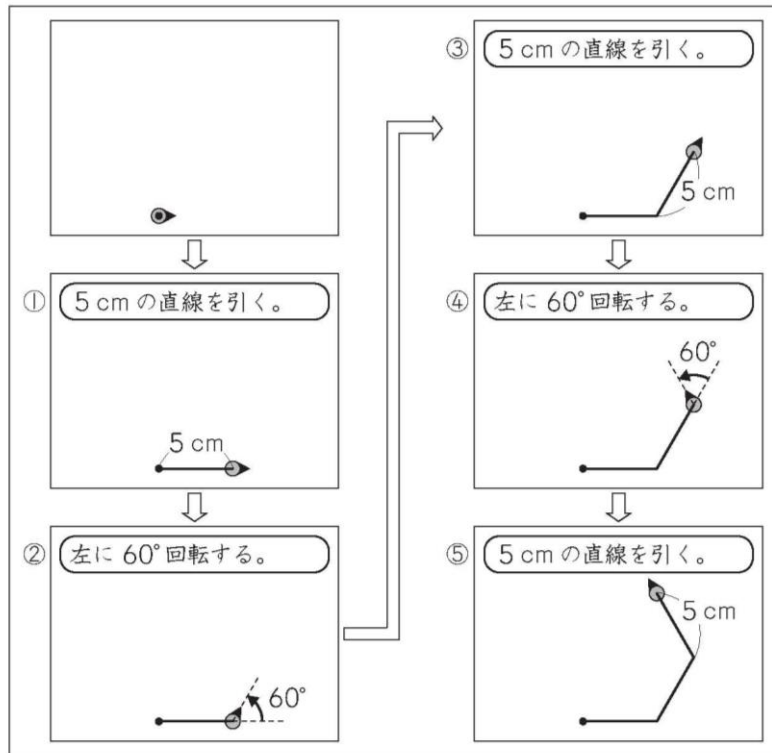 ①
5 cm の直線を引く。
5 cm
②
左に 60°回転する。
60°
③
5 cm の直線を引く。
5 cm
④
左に 60°回転する。
60°
⑤
5 cm の直線を引く。
5 cm